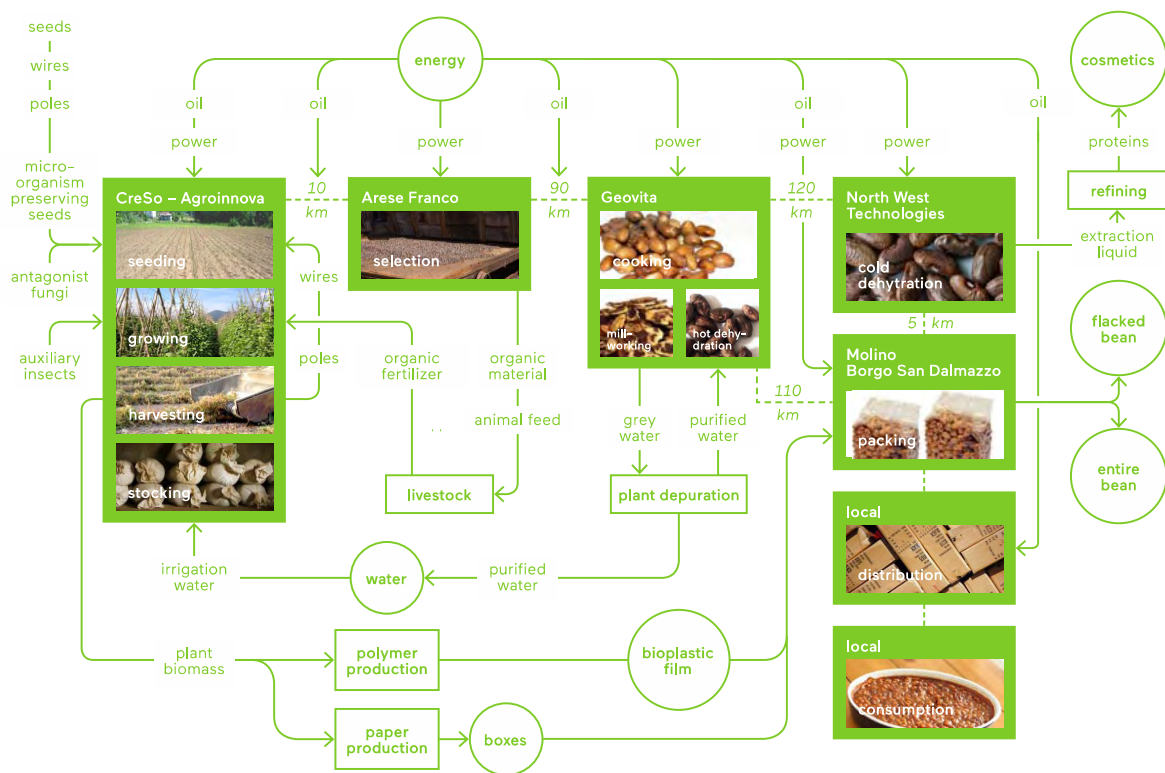 seeds
wires
poles
micro–
organism
preserving
seeds
antagonist
fungi
auxiliary
insects
energy
oil
power
oil
power
oil
power
oil
power
power
oil
cosmetics
proteins
refining
extraction
liquid
CreSo – Agroinnova
seeding
growing
harvesting
stocking
10
km
Arese Franco
selection
90
km
Geovita
cooking
mill–
working
hot dehy–
dration
120
km
North West
Technologies
cold
dehytration
5 km
flacked
bean
Molino
Borgo San Dalmazzo
packing
110
km
entire
bean
wires
poles
organic
fertilizer
organic
material
animal feed
..
livestock
grey
water
purified
water
plant depuration
local
distribution
irrigation
water
water
purified
water
plant
biomass
polymer
production
bioplastic
film
local
consumption
paper
production
boxes